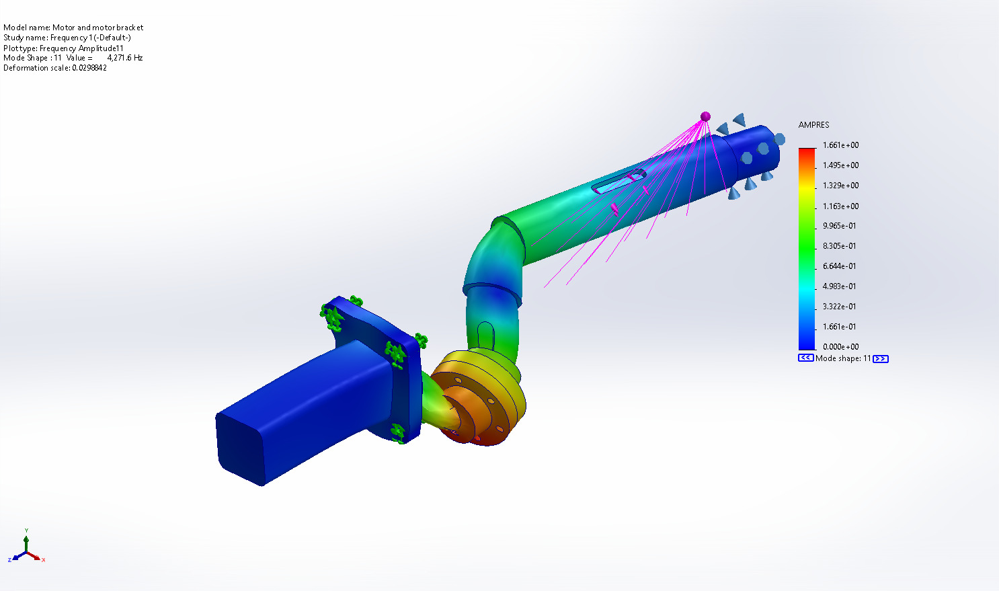 Model name: Motor and motor bracket
Study name: Frequency 1(-Default-)
Plot type: Frequency Amplitude11
Mode Shape : 11 Value = 4,271.6 Hz
Deformation scale: 0.0298842
AMPRES
1.661e+00
1.495e+00
1.329e+00
1.163e+00
9.965e-01
8.305e-01
6.644e-01
4.983e-01
3.322e-01
1.661e-01
0.000e+00
<< Mode shape: 11 >>
Y
Z X